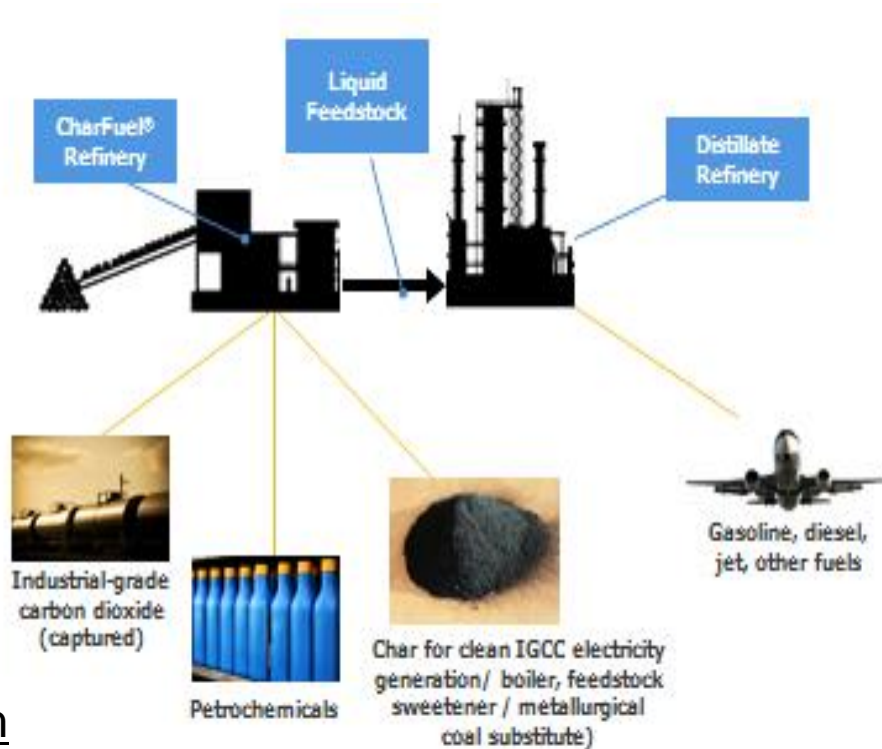 Liquid
Feedstock
CharFuel®
Refinery
Distillate
Refinery
Industrial-grade
carbon dioxide
(captured)
Petrochemicals
Char for clean IGCC electricity
generation/ boiler, feedstock
sweetener / metallurgical
coal substitute)
Gasoline, diesel,
jet, other fuels